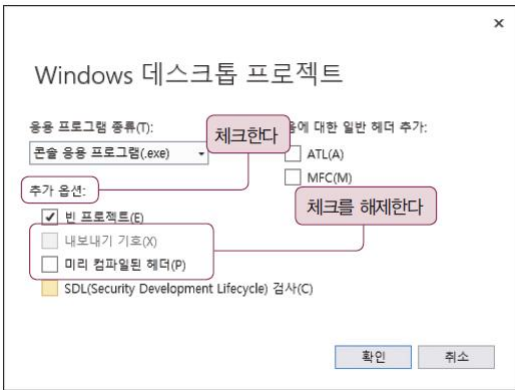 ×
Windows 데스크톱 프로젝트
응용 프로그램 종류(T):
에 대한 일반 헤더 추가:
체크한다
콘솔 응용 프로그램(.exe)
ATL(A)
MFC(M)
추가 옵션:
체크를 해제한다
빈 프로젝트(E)
내보내기 기호(X)
미리 컴파일된 헤더(P)
SDL(Security Development Lifecycle) 검사(C)
확인 취소